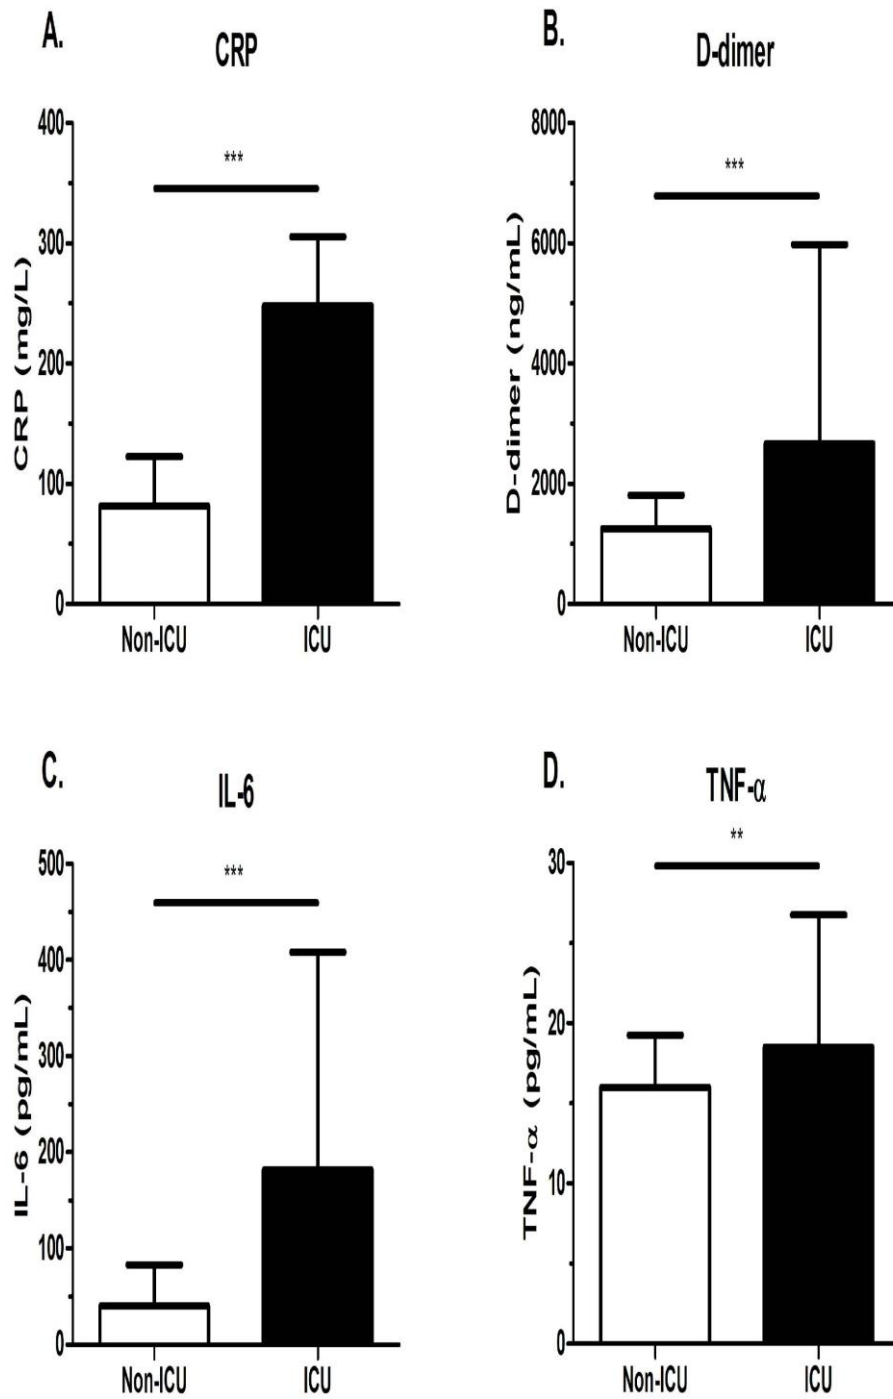 A.
CRP
400
300
200
100
0
CRP (mg/L)
***
Non-ICU
ICU
B.
D-dimer
8000
6000
4000
2000
0
D-dimer (ng/mL)
***
Non-ICU
ICU
C.
IL-6
500
400
300
200
100
0
IL-6 (pg/mL)
***
Non-ICU
ICU
D.
TNF-α
30
20
10
0
TNF-α (pg/mL)
**
Non-ICU
ICU